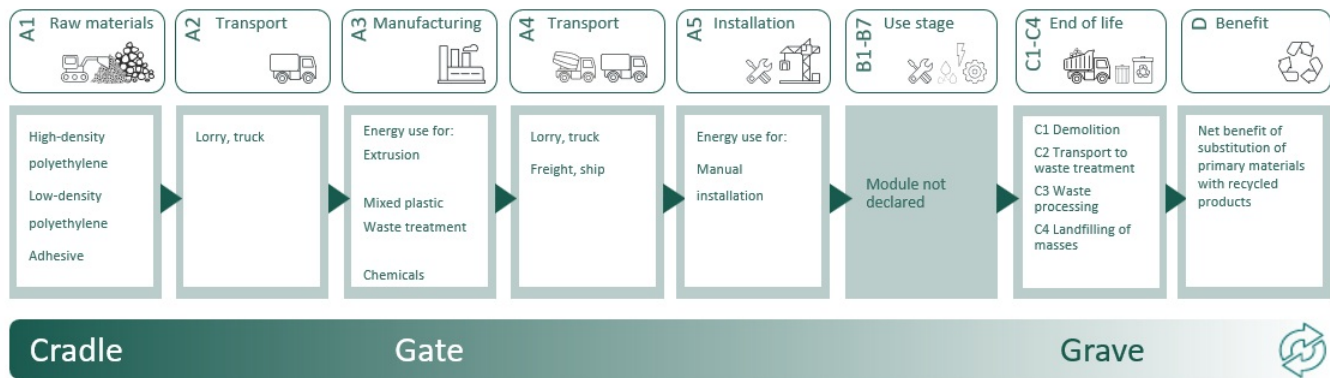 A1 Raw materials
A2 Transport
A3 Manufacturing
A4 Transport
A5 Installation
B1-B7 Use stage
C1-C4 End of life
D Benefit
High-density
polyethylene
Low-density
polyethylene
Adhesive
Lorry, truck
Energy use for:
Extrusion
Mixed plastic
Waste treatment
Chemicals
Lorry, truck
Freight, ship
Energy use for:
Manual
installation
Module not
declared
C1 Demolition
C2 Transport to
waste treatment
C3 Waste
processing
C4 Landfilling of
masses
Net benefit of
substitution of
primary materials
with recycled
products
Cradle
Gate
Grave